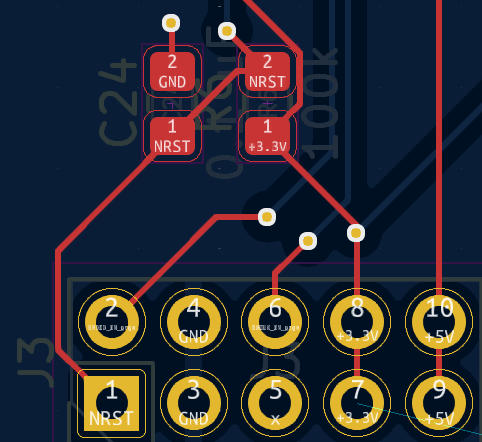 2
GND
2
NRST
1
NRST
1
+3.3V
C24
100k
2
4
GND
6
8
+3.3V
10
+5V
J3
1
NRST
3
GND
5
x
7
+3.3V
9
+5V